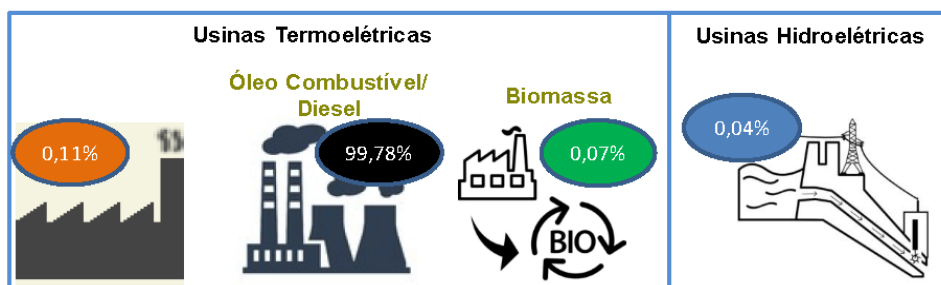 Usinas Termoelétricas
Usinas Hidroelétricas
Óleo Combustível/
Diesel
Biomassa
0,11%
99,78%
0,07%
0,04%
BIO